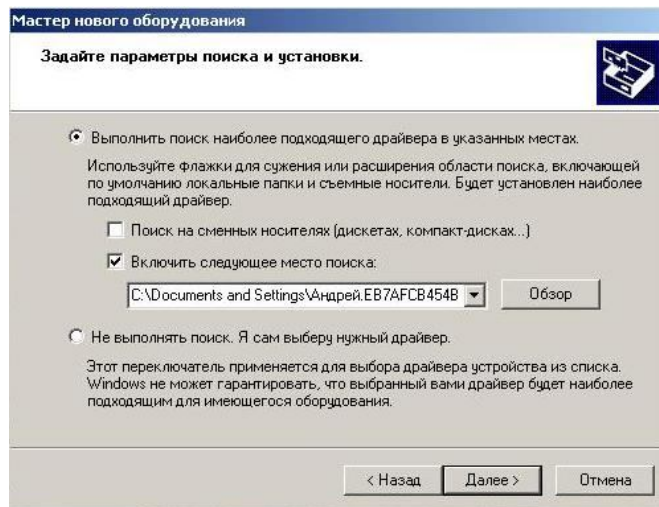 Мастер нового оборудования
Задайте параметры поиска и установки.
Выполнить поиск наиболее подходящего драйвера в указанных местах.
Используйте флажки для сужения или расширения области поиска, включающей
по умолчанию локальные папки и съемные носители. Будет установлен наиболее
подходящий драйвер.
Поиск на сменных носителях (дискетах, компакт-дисках...)
Включить следующее место поиска:
C:\Documents and Settings\Андрей.EB7AFCB454B
Обзор
Не выполнять поиск. Я сам выберу нужный драйвер.
Этот переключатель применяется для выбора драйвера устройства из списка.
Windows не может гарантировать, что выбранный вами драйвер будет наиболее
подходящим для имеющегося оборудования.
< Назад Далее > Отмена